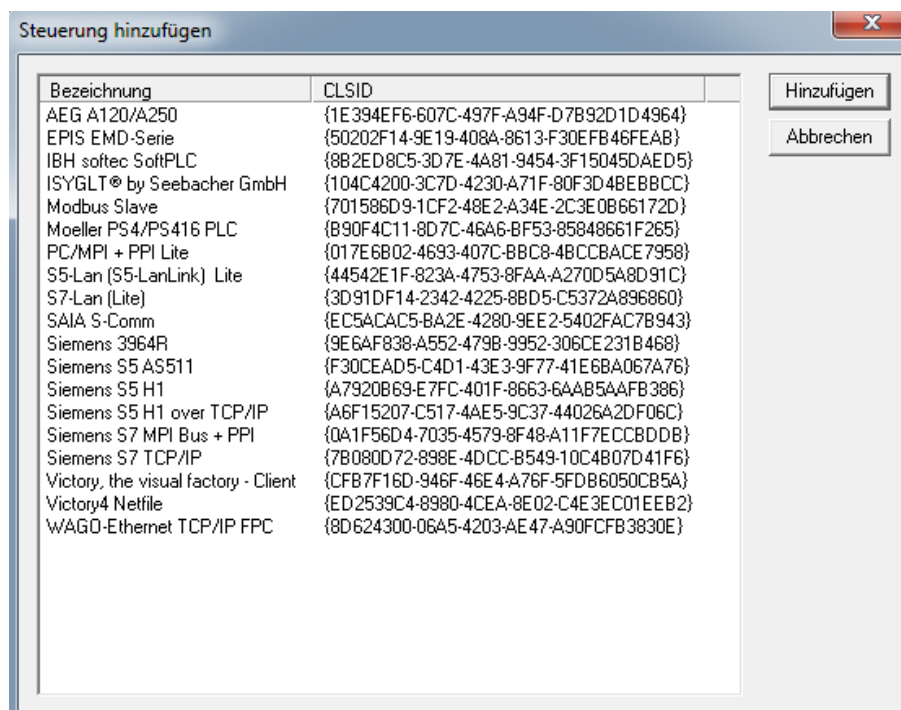 Steuerung hinzufügen
x
Bezeichnung CLSID
AEG A120/A250 {1E394EF6-607C-497F-A94F-D7B92D1D4964}
EPIS EMD-Serie {50202F14-9E19-408A-8613-F30EFB46FEAB}
IBH softec SoftPLC {8B2ED8C5-3D7E-4A81-9454-3F15045DAED5}
ISYGLT® by Seebacher GmbH {104C4200-3C7D-4230-A71F-80F3D4BEBBCC}
Modbus Slave {701586D9-1CF2-48E2-A34E-2C3E0B66172D}
Moeller PS4/PS416 PLC {B90F4C11-8D7C-46A6-BF53-85848661F265}
PC/MPI + PPI Lite {017E6B02-4693-407C-BBC8-4BCCBACE7958}
S5-Lan (S5-LanLink) Lite {44542E1F-823A-4753-8FAA-A270D5A8D91C}
S7-Lan (Lite) {3D91DF14-2342-4225-8BD5-C5372A896860}
SAIA S-Comm {EC5ACAC5-BA2E-4280-9EE2-5402FAC7B943}
Siemens 3964R {9E6AF838-A552-479B-9952-306CE231B468}
Siemens S5 AS511 {F30CEAD5-C4D1-43E3-9F77-41E6BA067A76}
Siemens S5 H1 {A7920B69-E7FC-401F-8663-6AAB5AAFB386}
Siemens S5 H1 over TCP/IP {A6F15207-C517-4AE5-9C37-44026A2DF06C}
Siemens S7 MPI Bus + PPI {0A1F56D4-7035-4579-8F48-A11F7ECCBDDB}
Siemens S7 TCP/IP {7B080D72-898E-4DCC-B549-10C4B07D41F6}
Victory, the visual factory - Client {CFB7F16D-946F-46E4-A76F-5FDB6050CB5A}
Victory4 Netfile {ED2539C4-8980-4CEA-8E02-C4E3EC01EEB2}
WAGO-Ethernet TCP/IP FPC {8D624300-06A5-4203-AE47-A90FCFB3830E}
Hinzufügen
Abbrechen